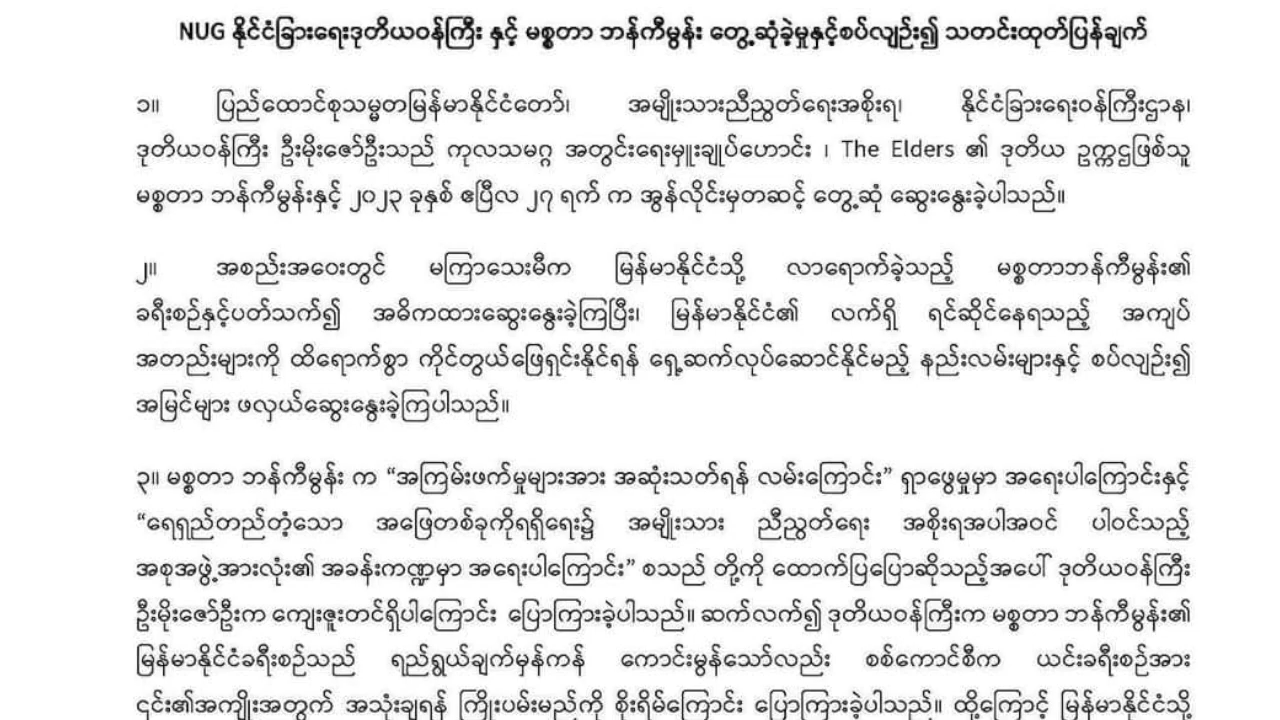 NUG နိုင်ငံခြားရေးဒုတိယဝန်ကြီး နှင့် မစ္စတာ ဘန်ကီမွန်း တွေ့ဆုံခဲ့မှုနှင့်စပ်လျဉ်း၍ သတင်းထုတ်ပြန်ချက်
၁။ ပြည်ထောင်စုသမ္မတမြန်မာနိုင်ငံတော်၊ အမျိုးသားညီညွတ်ရေးအစိုးရ၊ နိုင်ငံခြားရေးဝန်ကြီးဌာန၊
ဒုတိယဝန်ကြီး ဦးမိုးဇော်ဦးသည် ကုလသမဂ္ဂ အတွင်းရေးမှူးချုပ်ဟောင်း ၊ The Elders ၏ ဒုတိယ ဥက္ကဌဖြစ်သူ
မစ္စတာ ဘန်ကီမွန်းနှင့် ၂၀၂၃ ခုနှစ် ဧပြီလ ၂၇ ရက် က အွန်လိုင်းမှတဆင့် တွေ့ဆုံ ဆွေးနွေးခဲ့ပါသည်။
၂။ အစည်းအဝေးတွင် မကြာသေးမီက မြန်မာနိုင်ငံသို့ လာရောက်ခဲ့သည့် မစ္စတာဘန်ကီမွန်း၏
ခရီးစဉ်နှင့်ပတ်သက်၍ အဓိကထားဆွေးနွေးခဲ့ကြပြီး၊ မြန်မာနိုင်ငံ၏ လက်ရှိ ရင်ဆိုင်နေရသည့် အကျပ်
အတည်းများကို ထိရောက်စွာ ကိုင်တွယ်ဖြေရှင်းနိုင်ရန် ရှေ့ဆက်လုပ်ဆောင်နိုင်မည့် နည်းလမ်းများနှင့် စပ်လျဉ်း၍
အမြင်များ ဖလှယ်ဆွေးနွေးခဲ့ကြပါသည်။
၃။ မစ္စတာ ဘန်ကီမွန်း က “အကြမ်းဖက်မှုများအား အဆုံးသတ်ရန် လမ်းကြောင်း” ရှာဖွေမှုမှာ အရေးပါကြောင်းနှင့်
“ရေရှည်တည်တံ့သော အဖြေတစ်ခုကိုရရှိရေး၌ အမျိုးသား ညီညွတ်ရေး အစိုးရအပါအဝင် ပါဝင်သည့်
အစုအဖွဲ့အားလုံး၏ အခန်းကဏ္ဍမှာ အရေးပါကြောင်း” စသည် တို့ကို ထောက်ပြပြောဆိုသည့်အပေါ် ဒုတိယဝန်ကြီး
ဦးမိုးဇော်ဦးက ကျေးဇူးတင်ရှိပါကြောင်း ပြောကြားခဲ့ပါသည်။ ဆက်လက်၍ ဒုတိယဝန်ကြီးက မစ္စတာ ဘန်ကီမွန်း၏
မြန်မာနိုင်ငံခရီးစဉ်သည် ရည်ရွယ်ချက်မှန်ကန် ကောင်းမွန်သော်လည်း စစ်ကောင်စီက ယင်းခရီးစဉ်အား
၎င်း၏အကျိုးအတွက် အသုံးချရန် ကြိုးပမ်းမည်ကို စိုးရိမ်ကြောင်း ပြောကြားခဲ့ပါသည်။ ထို့ကြောင့် မြန်မာနိုင်ငံသို့